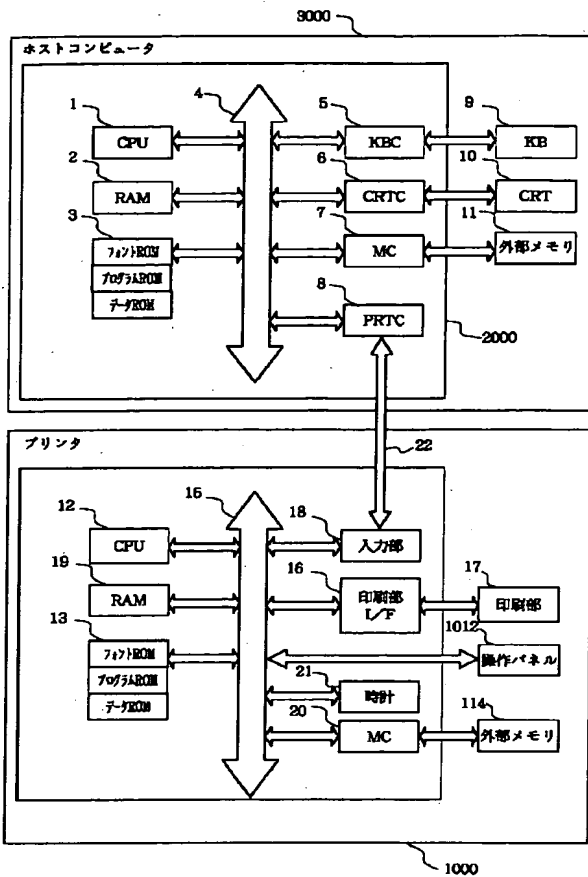 3000
ホストコンピュータ
1
4
5
9
CPU
KBC
KB
2
6
10
RAM
CRTC
CRT
3
7
11
フォントROM
MC
外部メモリ
プログラムROM
データROM
8
PRTC
2000
プリンタ
22
12
15
18
CPU
入力部
19
16
17
RAM
印刷部
I/F
印刷部
13
1012
フォントROM
操作パネル
プログラムROM
21
時計
データROM
20
114
MC
外部メモリ
1000